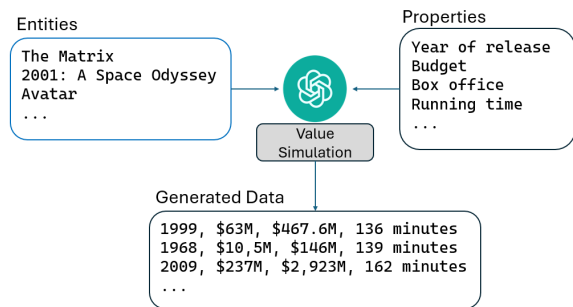 Entities
The Matrix
2001: A Space Odyssey
Avatar
...
Properties
Year of release
Budget
Box office
Running time
...
Value
Simulation
Generated Data
1999, $63M, $467.6M, 136 minutes
1968, $10,5M, $146M, 139 minutes
2009, $237M, $2,923M, 162 minutes
...